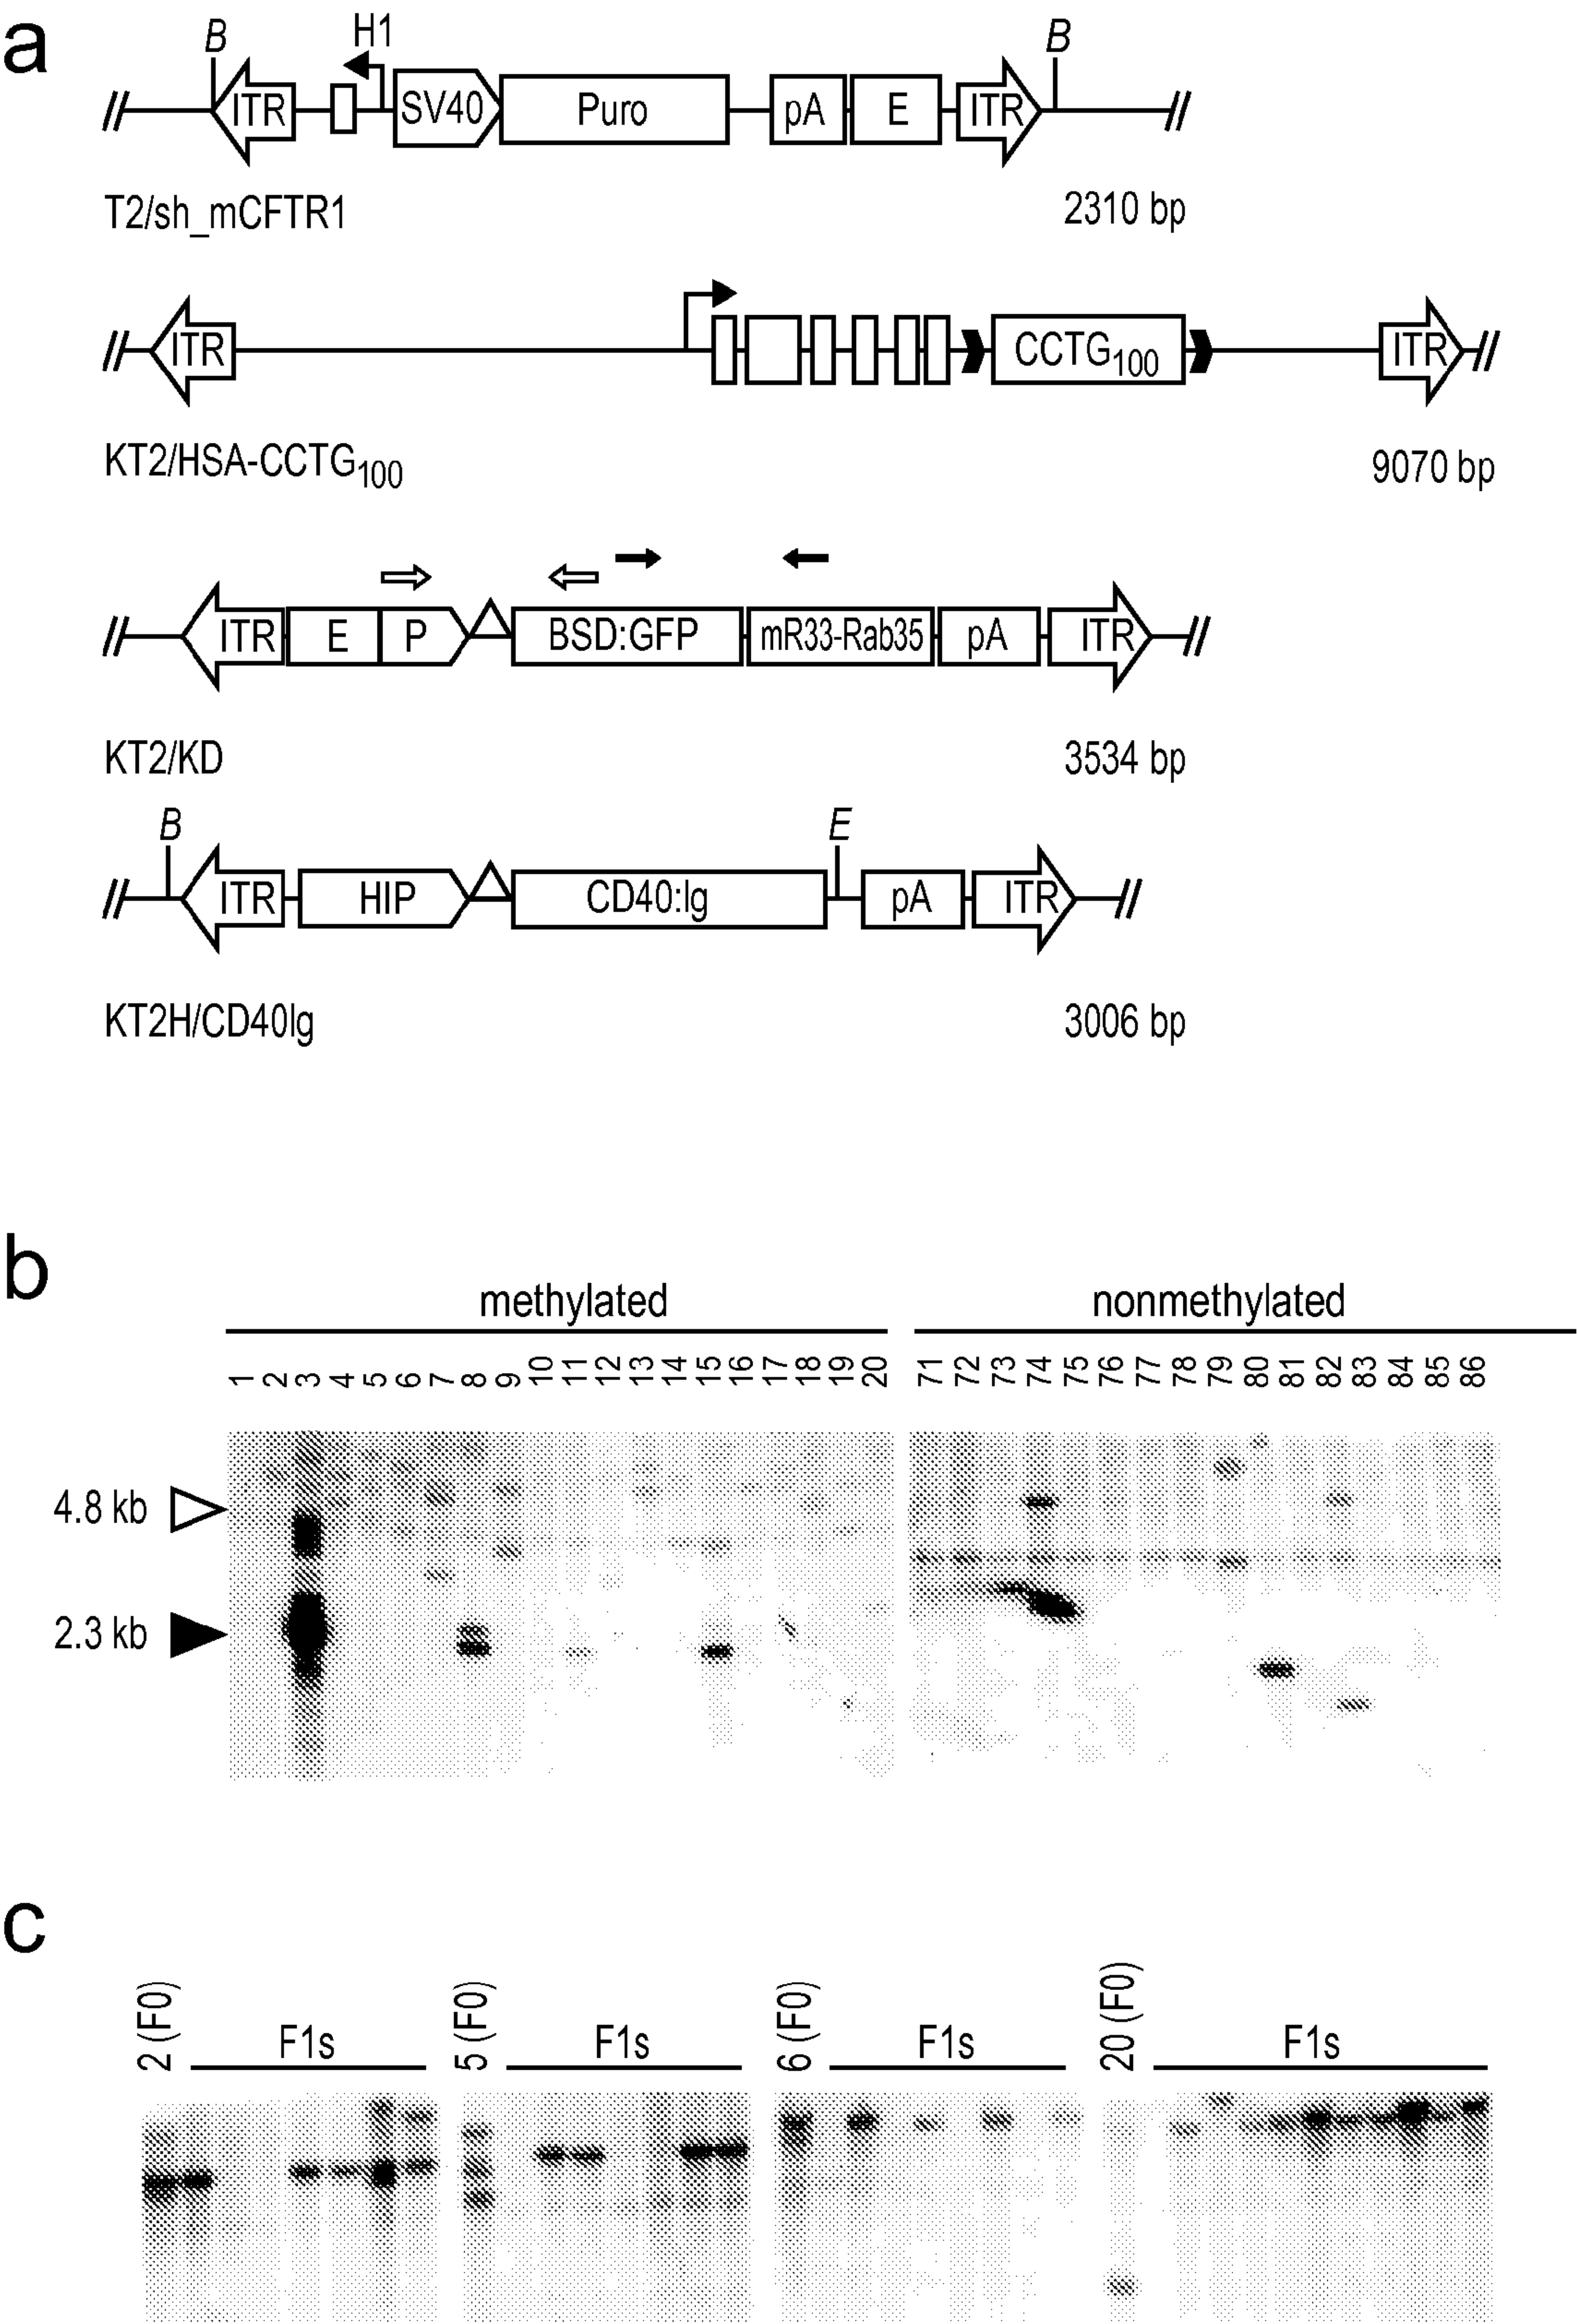 a
B H1 B
ITR SV40 Puro pA E ITR
T2/sh_mCFTR1 2310 bp
ITR CCTG100 ITR
KT2/HSA-CCTG100 9070 bp
ITR E P BSD:GFP mR33-Rab35 pA ITR
KT2/KD 3534 bp
B E
ITR HIP CD40:Ig pA ITR
KT2H/CD40Ig 3006 bp
b
methylated nonmethylated
1 2 3 4 5 6 7 8 9 10 11 12 13 14 15 16 17 18 19 20 71 72 73 74 75 76 77 78 79 80 81 82 83 84 85 86
4.8 kb
2.3 kb
c
2 (F0) F1s 5 (F0) F1s 6 (F0) F1s 20 (F0) F1s